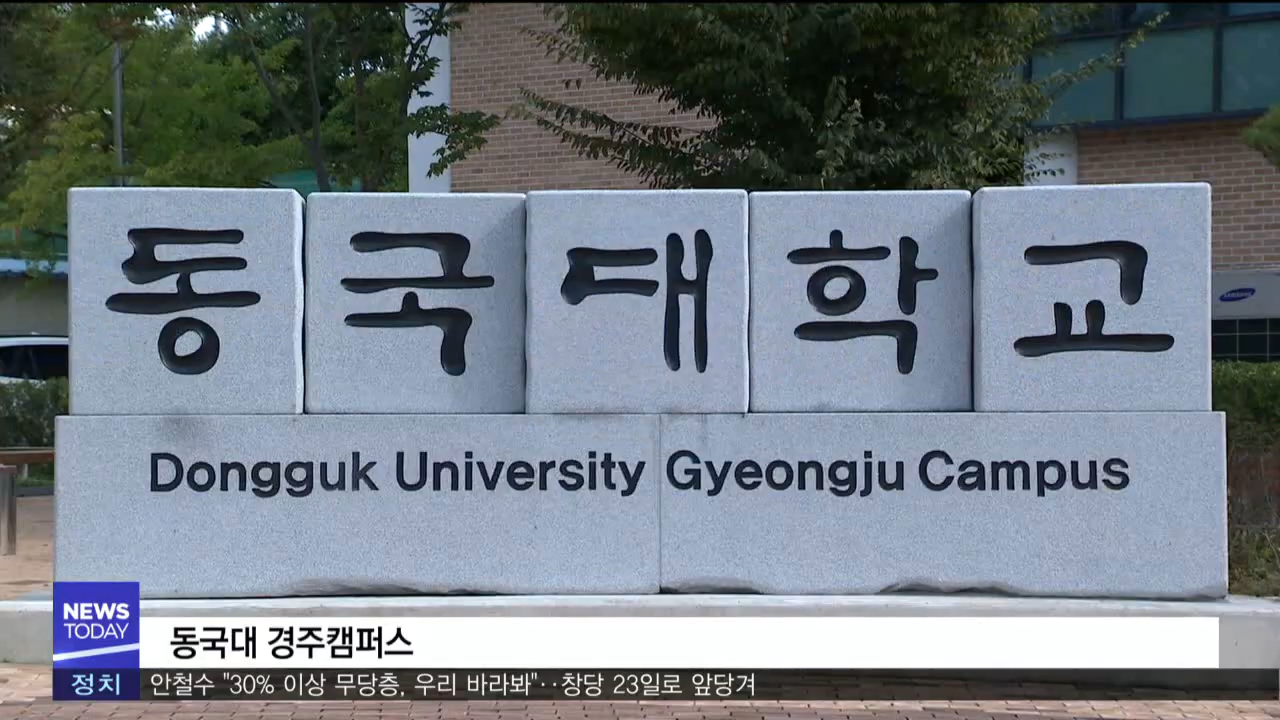 동국대학교
Dongguk University Gyeongju Campus
SAMSUNG
NEWS
TODAY
동국대 경주캠퍼스
정치
안철수 "30% 이상 무당층, 우리 바라봐"··창당 23일로 앞당겨